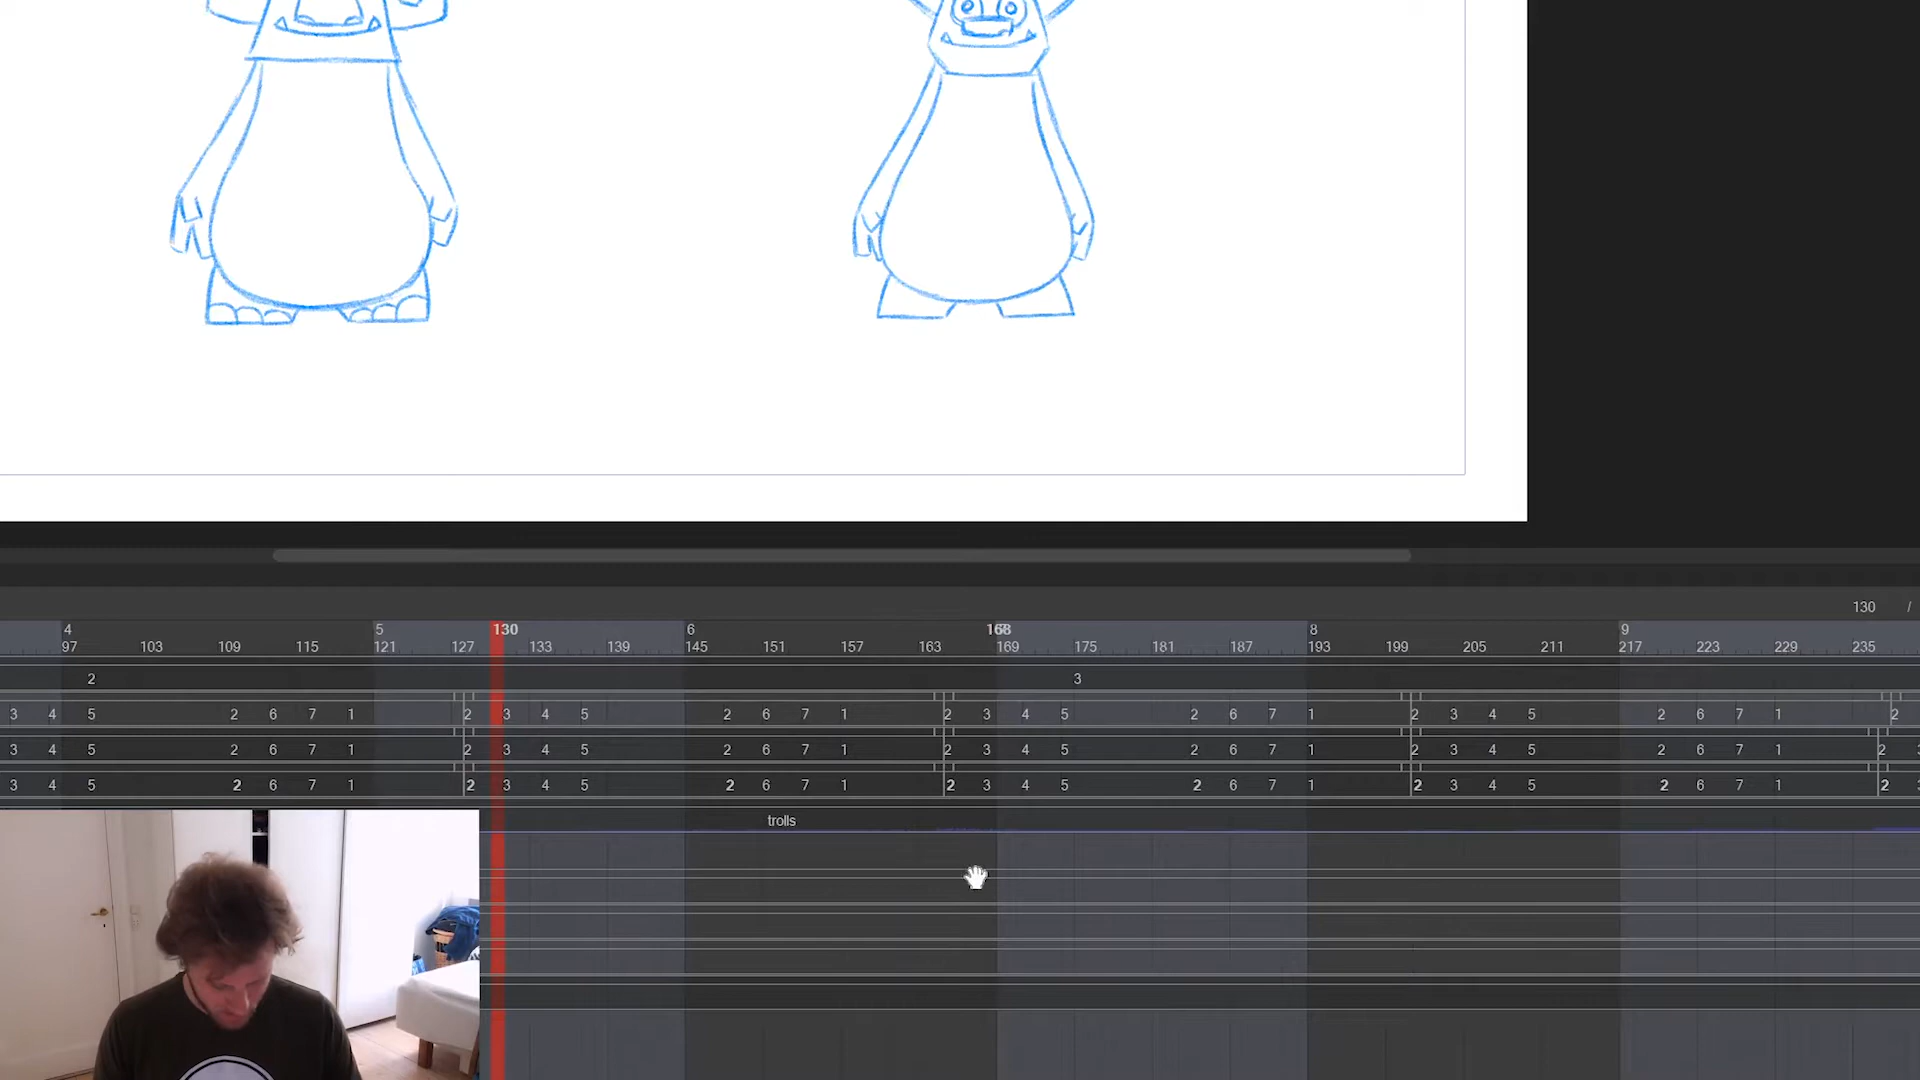 130 /
4 5 130 6 168 8 9
97 103 109 115 121 127 133 139 145 151 157 163 169 175 181 187 193 199 205 211 217 223 229 235
2 3
3 4 5 2 6 7 1 2 3 4 5 2 6 7 1 2 3 4 5 2 6 7 1 2 3 4 5 2 6 7 1 2
3 4 5 2 6 7 1 2 3 4 5 2 6 7 1 2 3 4 5 2 6 7 1 2 3 4 5 2 6 7 1 2 3
3 4 5 2 6 7 1 2 3 4 5 2 6 7 1 2 3 4 5 2 6 7 1 2 3 4 5 2 6 7 1 2 3
trolls